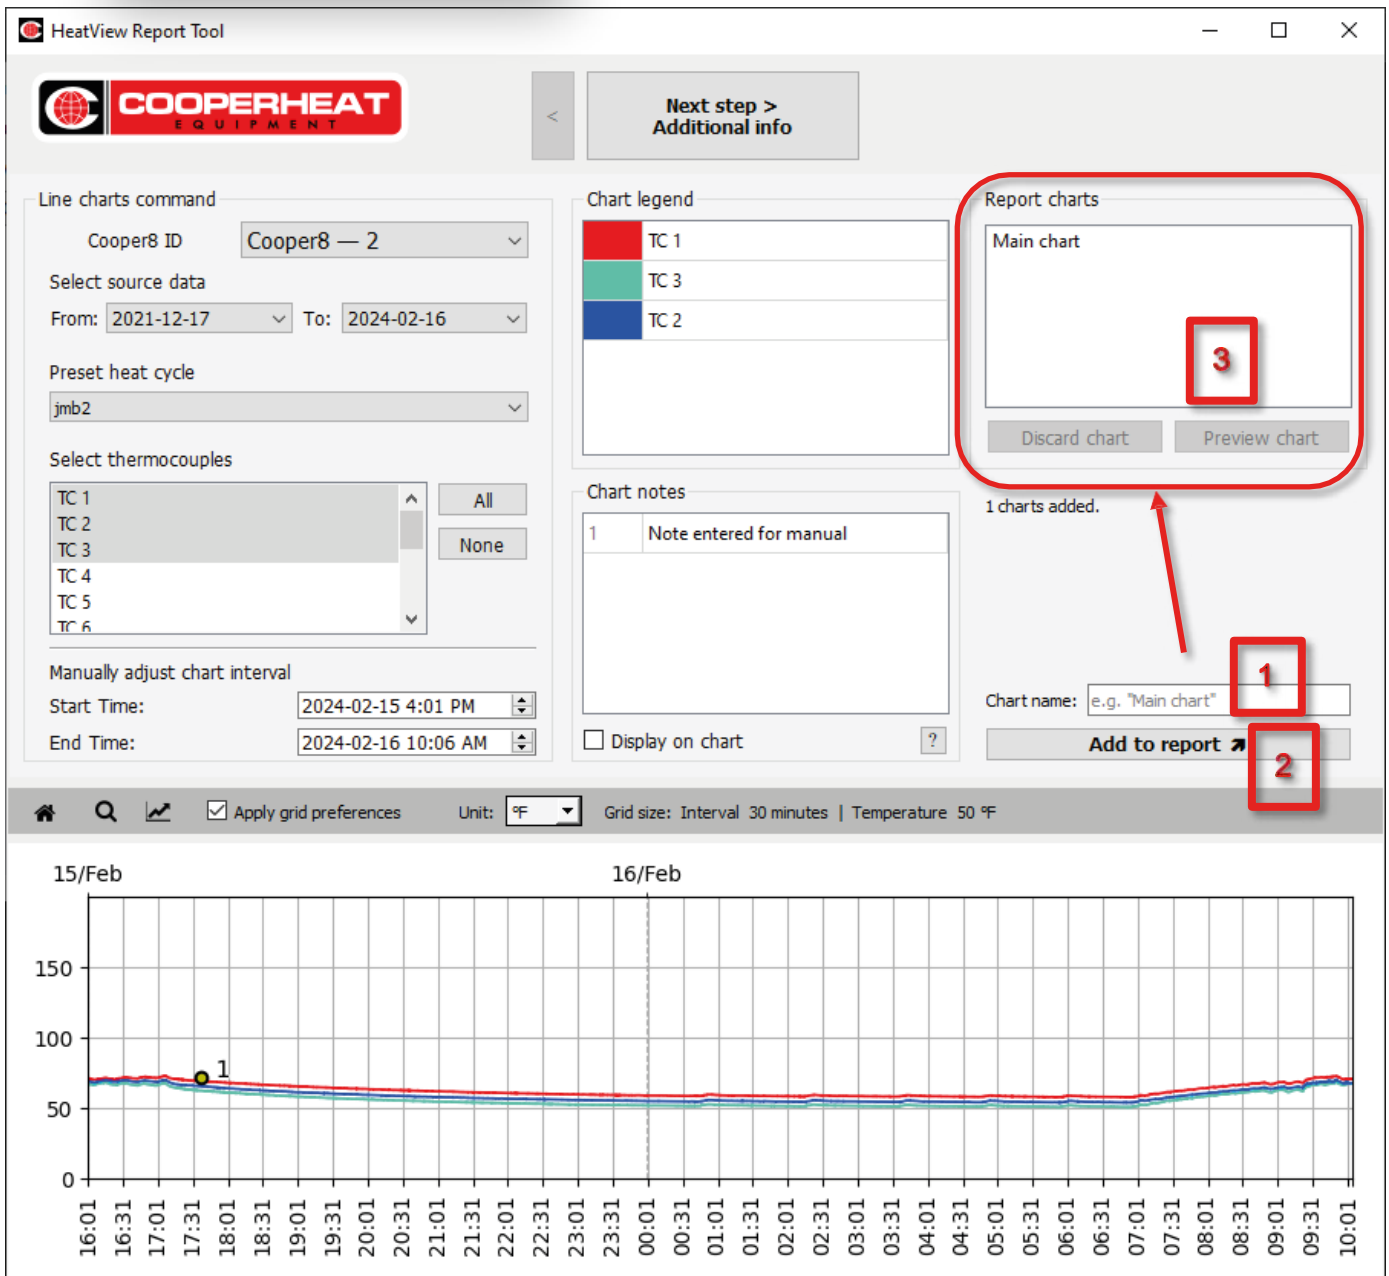 HeatView Report Tool
COOPERHEAT
EQUIPMENT
<
Next step >
Additional info
Line charts command
Cooper8 ID
Cooper8 — 2
Select source data
From: 2021-12-17
To: 2024-02-16
Preset heat cycle
jmb2
Select thermocouples
TC 1
TC 2
TC 3
TC 4
TC 5
TC 6
All
None
Manually adjust chart interval
Start Time: 2024-02-15 4:01 PM
End Time: 2024-02-16 10:06 AM
Chart legend
TC 1
TC 3
TC 2
Chart notes
1 Note entered for manual
Display on chart
?
Report charts
Main chart
3
Discard chart
Preview chart
1 charts added.
1
Chart name: e.g. "Main chart"
Add to report
2
Apply grid preferences
Unit: °F
Grid size: Interval 30 minutes | Temperature 50 °F
15/Feb
16/Feb
150
100
50
0
1
16:01
16:31
17:01
17:31
18:01
18:31
19:01
19:31
20:01
20:31
21:01
21:31
22:01
22:31
23:01
23:31
00:01
00:31
01:01
01:31
02:01
02:31
03:01
03:31
04:01
04:31
05:01
05:31
06:01
06:31
07:01
07:31
08:01
08:31
09:01
09:31
10:01